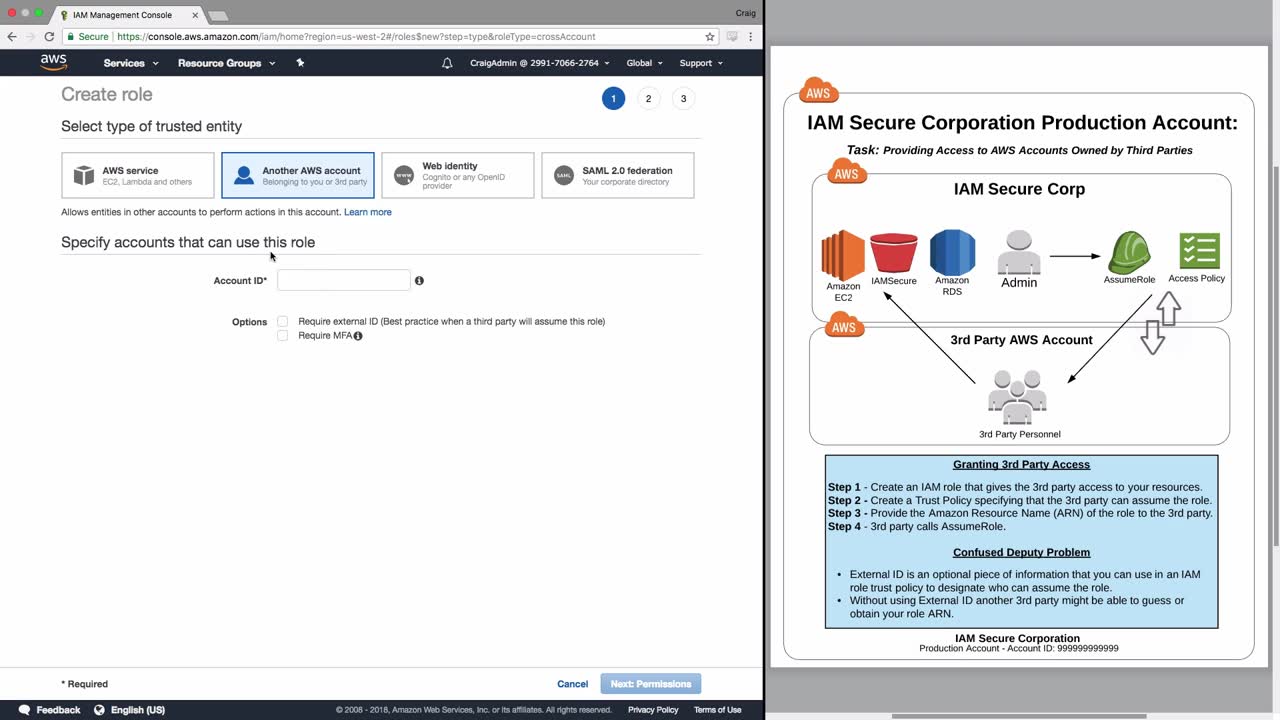 IAM Management Console
Craig
Secure
https://console.aws.amazon.com/iam/home?region=us-west-2#/roles$new?step=type&roleType=crossAccount
aws
Services
Resource Groups
CraigAdmin @ 2991-7066-2764
Global
Support
Create role
1
2
3
Select type of trusted entity
AWS service
EC2, Lambda and others
Another AWS account
Belonging to you or 3rd party
www
Web identity
Cognito or any OpenID
provider
SAML
SAML 2.0 federation
Your corporate directory
Allows entities in other accounts to perform actions in this account. Learn more
Specify accounts that can use this role
Account ID*
Options
Require external ID (Best practice when a third party will assume this role)
Require MFA
* Required
Cancel
Next: Permissions
Feedback
English (US)
© 2008 - 2018, Amazon Web Services, Inc. or its affiliates. All rights reserved.
Privacy Policy
Terms of Use
AWS
IAM Secure Corporation Production Account:
Task: Providing Access to AWS Accounts Owned by Third Parties
AWS
IAM Secure Corp
Amazon
EC2
IAMSecure
Amazon
RDS
Admin
AssumeRole
Access Policy
AWS
3rd Party AWS Account
3rd Party Personnel
Granting 3rd Party Access
Step 1 - Create an IAM role that gives the 3rd party access to your resources.
Step 2 - Create a Trust Policy specifying that the 3rd party can assume the role.
Step 3 - Provide the Amazon Resource Name (ARN) of the role to the 3rd party.
Step 4 - 3rd party calls AssumeRole.
Confused Deputy Problem
• External ID is an optional piece of information that you can use in an IAM
role trust policy to designate who can assume the role.
• Without using External ID another 3rd party might be able to guess or
obtain your role ARN.
IAM Secure Corporation
Production Account - Account ID: 999999999999